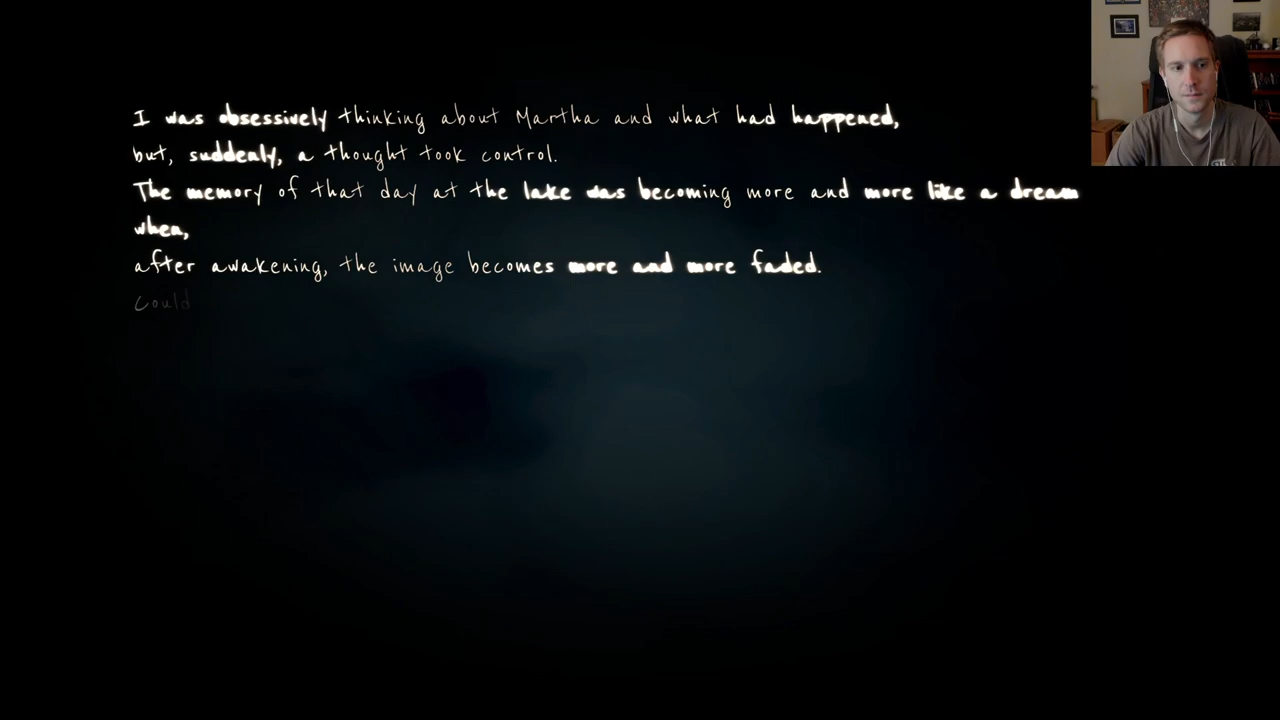 I was obsessively thinking about Martha and what had happened,
but, suddenly, a thought took control.
The memory of that day at the lake was becoming more and more like a dream
when,
after awakening, the image becomes more and more faded.
could